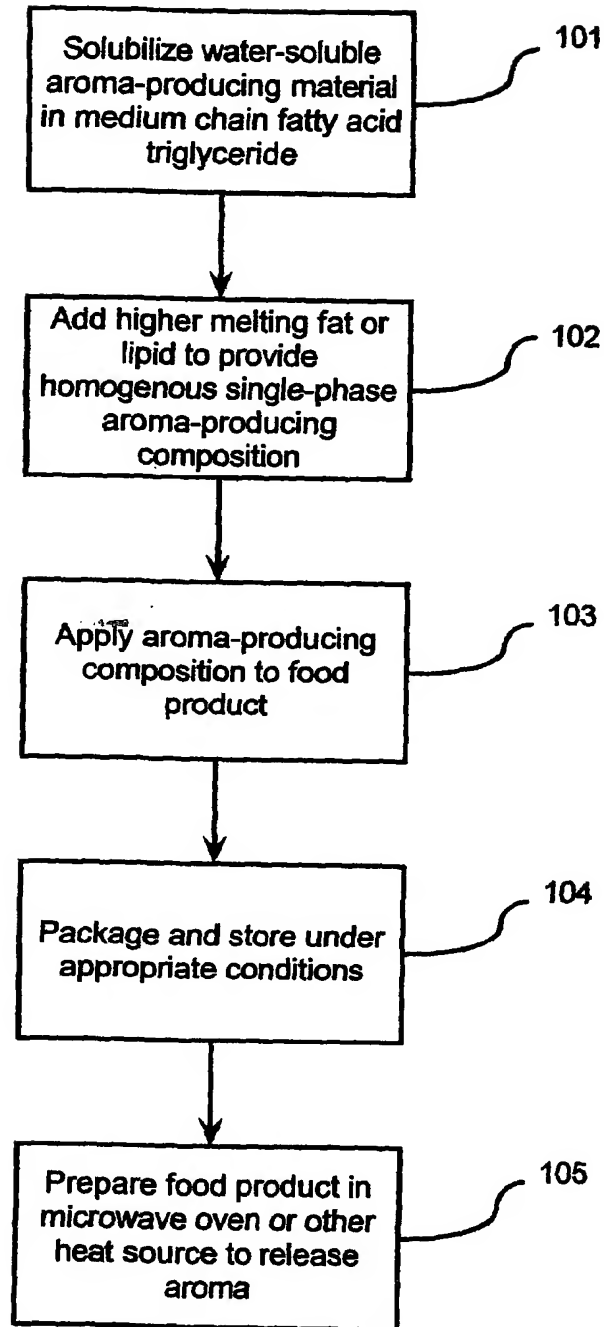 Solubilize water-soluble
aroma-producing material
in medium chain fatty acid
triglyceride
101
Add higher melting fat or
lipid to provide
homogenous single-phase
aroma-producing
composition
102
Apply aroma-producing
composition to food
product
103
Package and store under
appropriate conditions
104
Prepare food product in
microwave oven or other
heat source to release
aroma
105